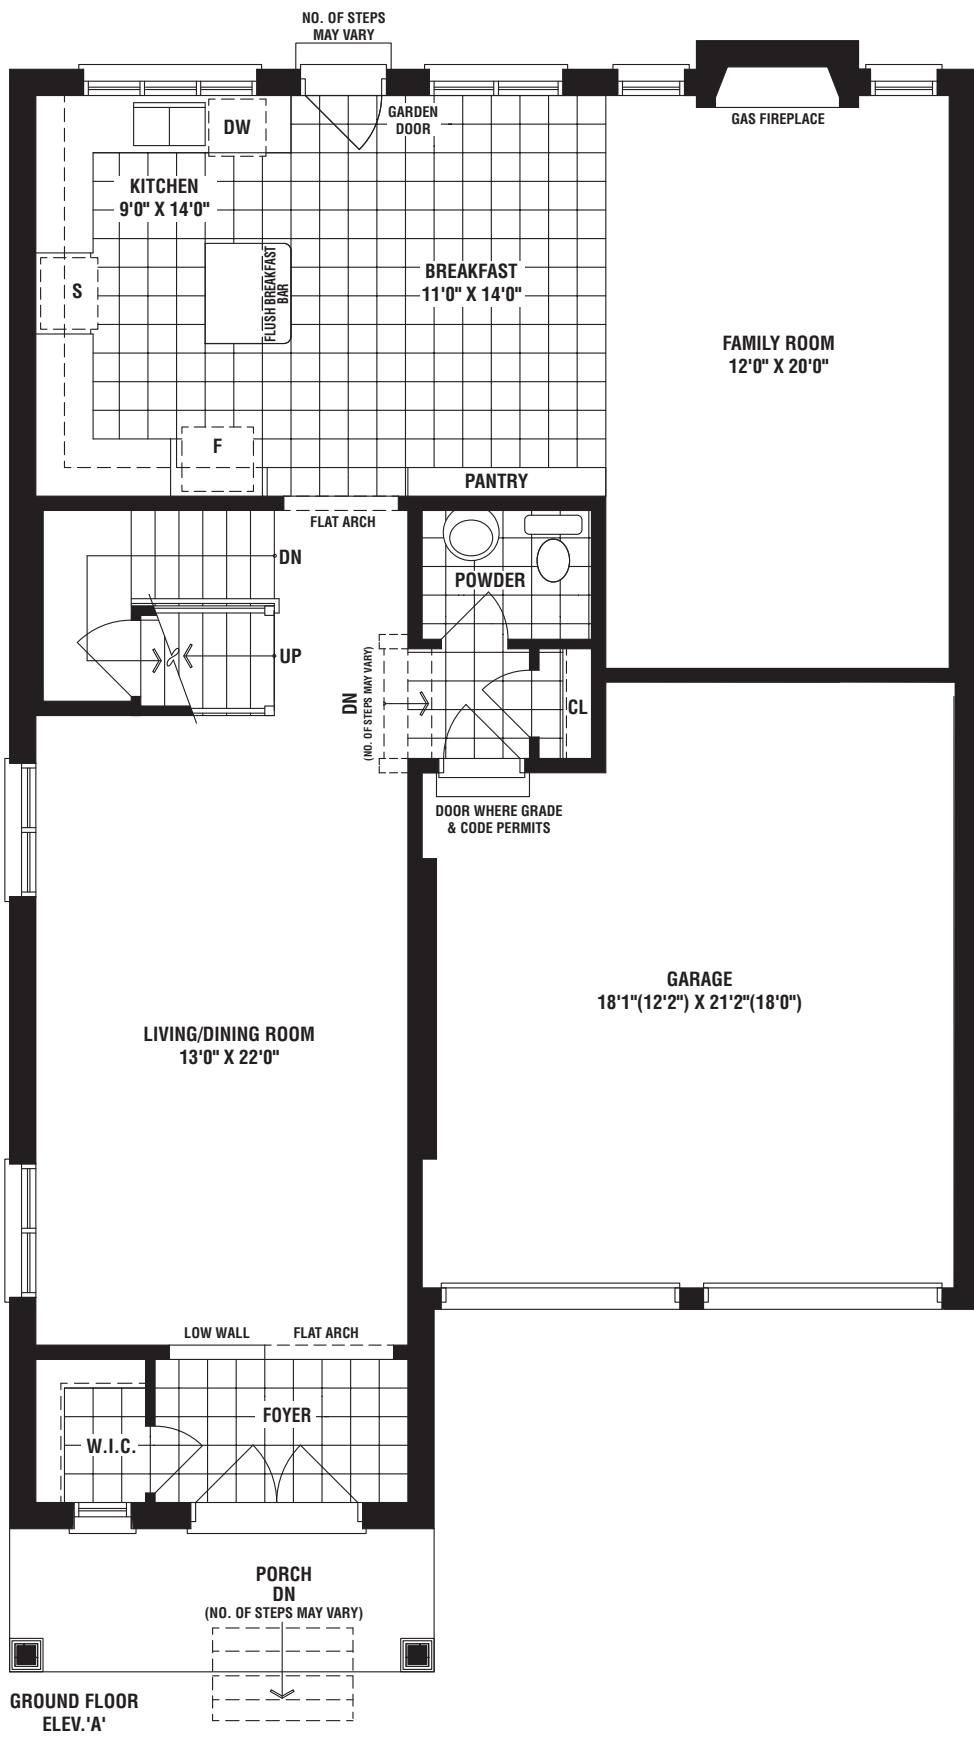 NO. OF STEPS
MAY VARY
GAS FIREPLACE
GARDEN
DOOR
DW
KITCHEN
9'0" X 14'0"
FLUSH BREAKFAST
BAR
BREAKFAST
11'0" X 14'0"
S
FAMILY ROOM
12'0" X 20'0"
F
PANTRY
FLAT ARCH
DN
POWDER
UP
DN
(NO. OF STEPS MAY VARY)
CL
DOOR WHERE GRADE
& CODE PERMITS
GARAGE
18'1"(12'2") X 21'2"(18'0")
LIVING/DINING ROOM
13'0" X 22'0"
LOW WALL
FLAT ARCH
FOYER
W.I.C.
PORCH
DN
(NO. OF STEPS MAY VARY)
GROUND FLOOR
ELEV.'A'